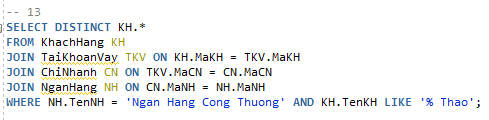 -- 13
SELECT DISTINCT KH.*
FROM KhachHang KH
JOIN TaiKhoanVay TKV ON KH.MaKH = TKV.MaKH
JOIN ChiNhanh CN ON TKV.MaCN = CN.MaCN
JOIN NganHang NH ON CN.MaNH = NH.MaNH
WHERE NH.TenNH = 'Ngan Hang Cong Thuong' AND KH.TenKH LIKE '% Thao';